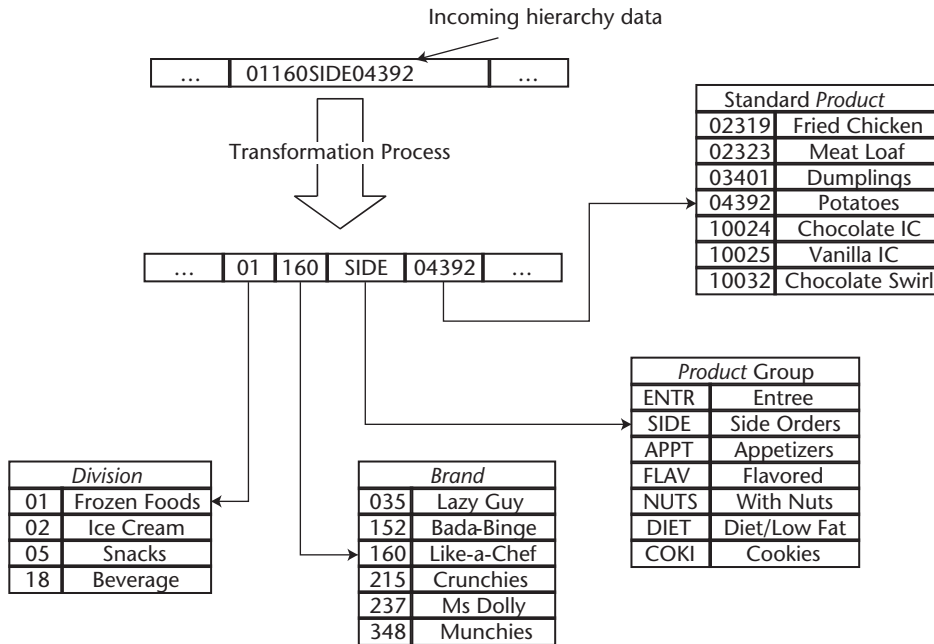 Incoming hierarchy data
... 01160SIDE04392 ...
Transformation Process
... 01 160 SIDE 04392 ...
Standard Product
02319 Fried Chicken
02323 Meat Loaf
03401 Dumplings
04392 Potatoes
10024 Chocolate IC
10025 Vanilla IC
10032 Chocolate Swirl
Product Group
ENTR Entree
SIDE Side Orders
APPT Appetizers
FLAV Flavored
NUTS With Nuts
DIET Diet/Low Fat
COKI Cookies
Division
01 Frozen Foods
02 Ice Cream
05 Snacks
18 Beverage
Brand
035 Lazy Guy
152 Bada-Binge
160 Like-a-Chef
215 Crunchies
237 Ms Dolly
348 Munchies